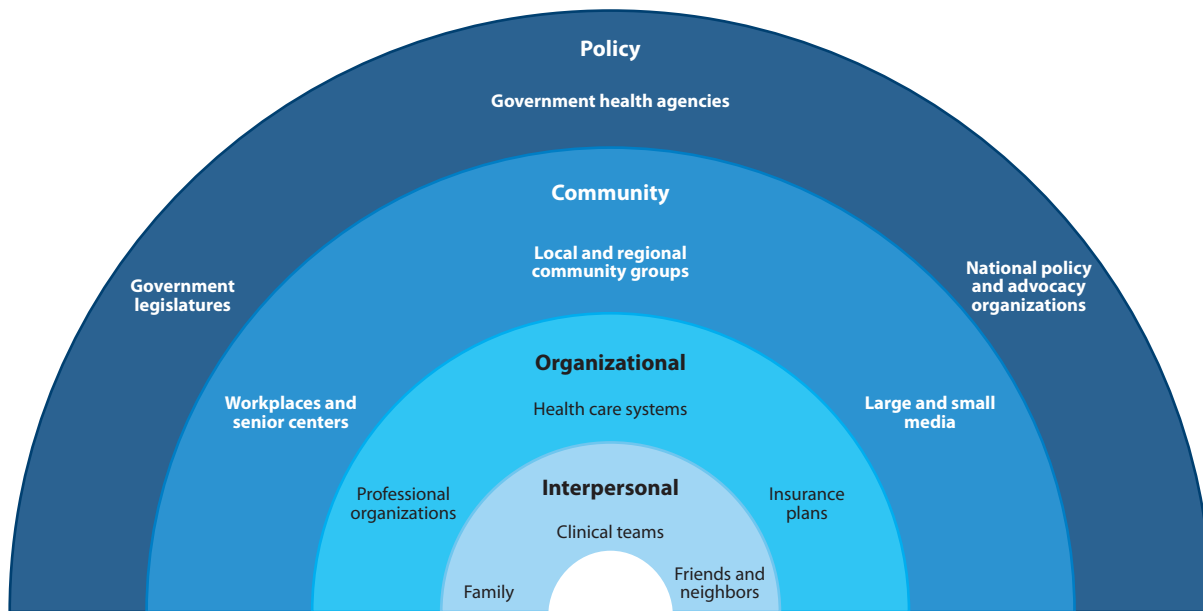 Policy
Government health agencies
Government
legislatures
National policy
and advocacy
organizations
Community
Local and regional
community groups
Workplaces and
senior centers
Large and small
media
Organizational
Health care systems
Professional
organizations
Insurance
plans
Interpersonal
Clinical teams
Family
Friends and
neighbors